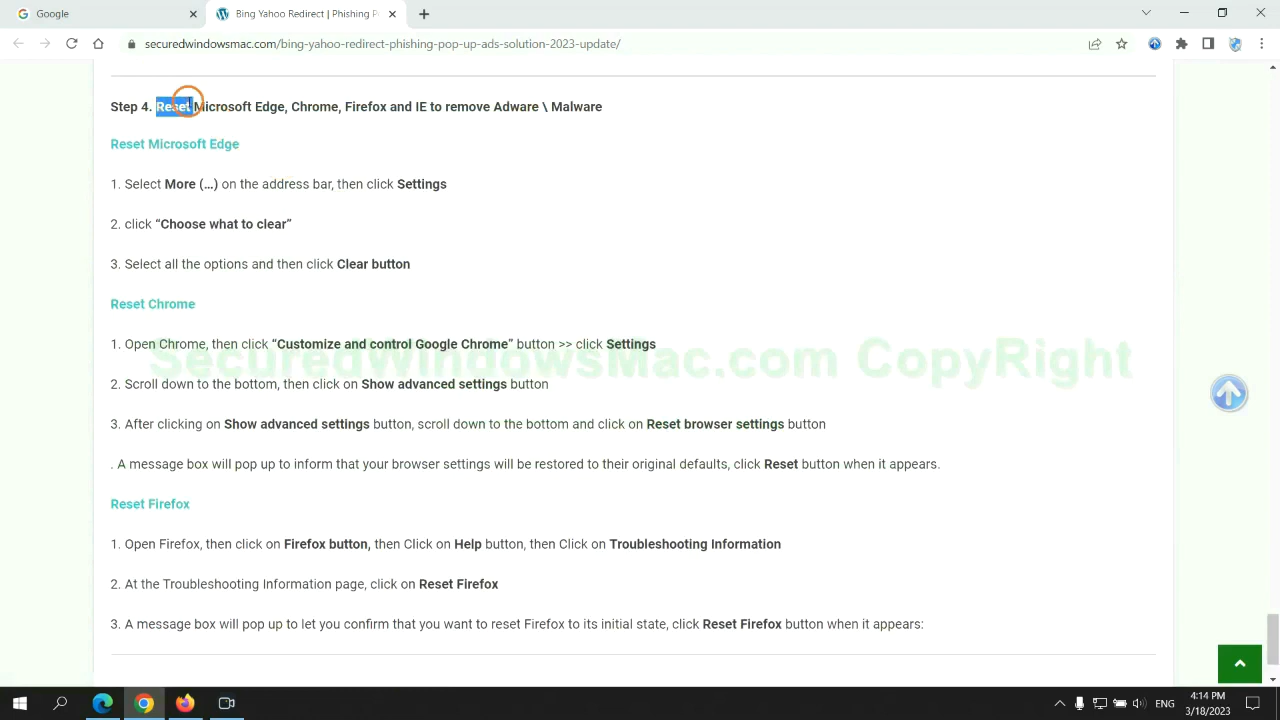 Google
Bing Yahoo Redirect | Phishing P
securedwindowsmac.com/bing-yahoo-redirect-phishing-pop-up-ads-solution-2023-update/
Step 4. Reset Microsoft Edge, Chrome, Firefox and IE to remove Adware \ Malware
Reset Microsoft Edge
1. Select More (…) on the address bar, then click Settings
2. click “Choose what to clear”
3. Select all the options and then click Clear button
Reset Chrome
1. Open Chrome, then click “Customize and control Google Chrome” button >> click Settings
SecuredWindowsMac.com CopyRight
2. Scroll down to the bottom, then click on Show advanced settings button
3. After clicking on Show advanced settings button, scroll down to the bottom and click on Reset browser settings button
. A message box will pop up to inform that your browser settings will be restored to their original defaults, click Reset button when it appears.
Reset Firefox
1. Open Firefox, then click on Firefox button, then Click on Help button, then Click on Troubleshooting Information
2. At the Troubleshooting Information page, click on Reset Firefox
3. A message box will pop up to let you confirm that you want to reset Firefox to its initial state, click Reset Firefox button when it appears:
ENG
4:14 PM
3/18/2023